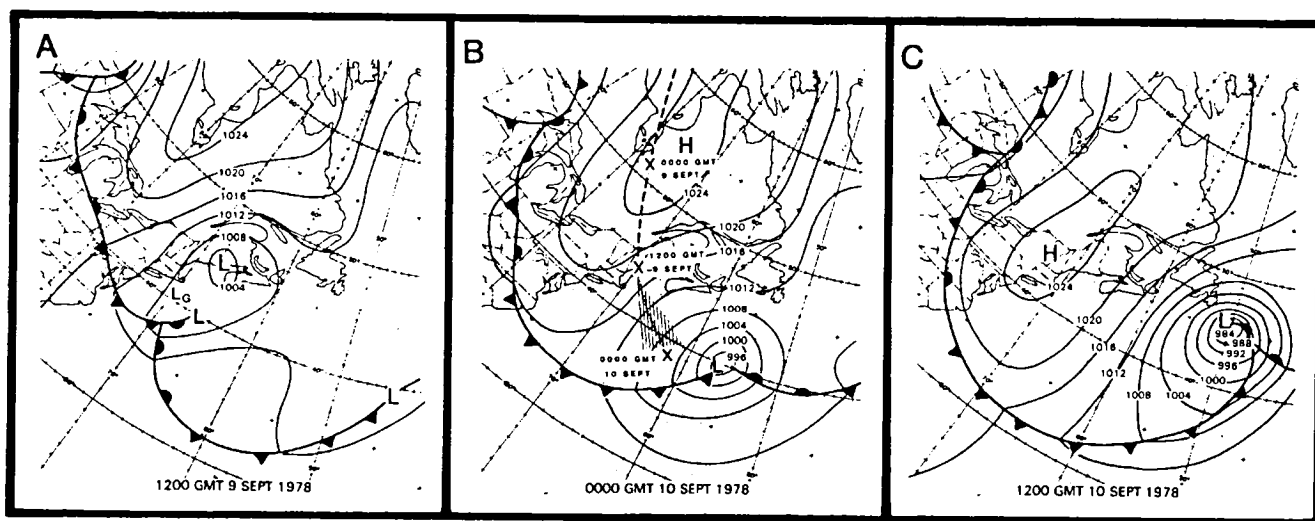 A
1024
1020
1016
1012
1008
L
1004
LG
L
L
1200 GMT 9 SEPT 1978
B
H
X 0000 GMT
9 SEPT
1024
1020
1200 GMT
X -9 SEPT
1016
1012
1008
1004
1000
996
0000 GMT X
10 SEPT
L
0000 GMT 10 SEPT 1978
C
H
1024
1020
1016
1012
1008
1004
1000
996
992
988
984
L
1200 GMT 10 SEPT 1978